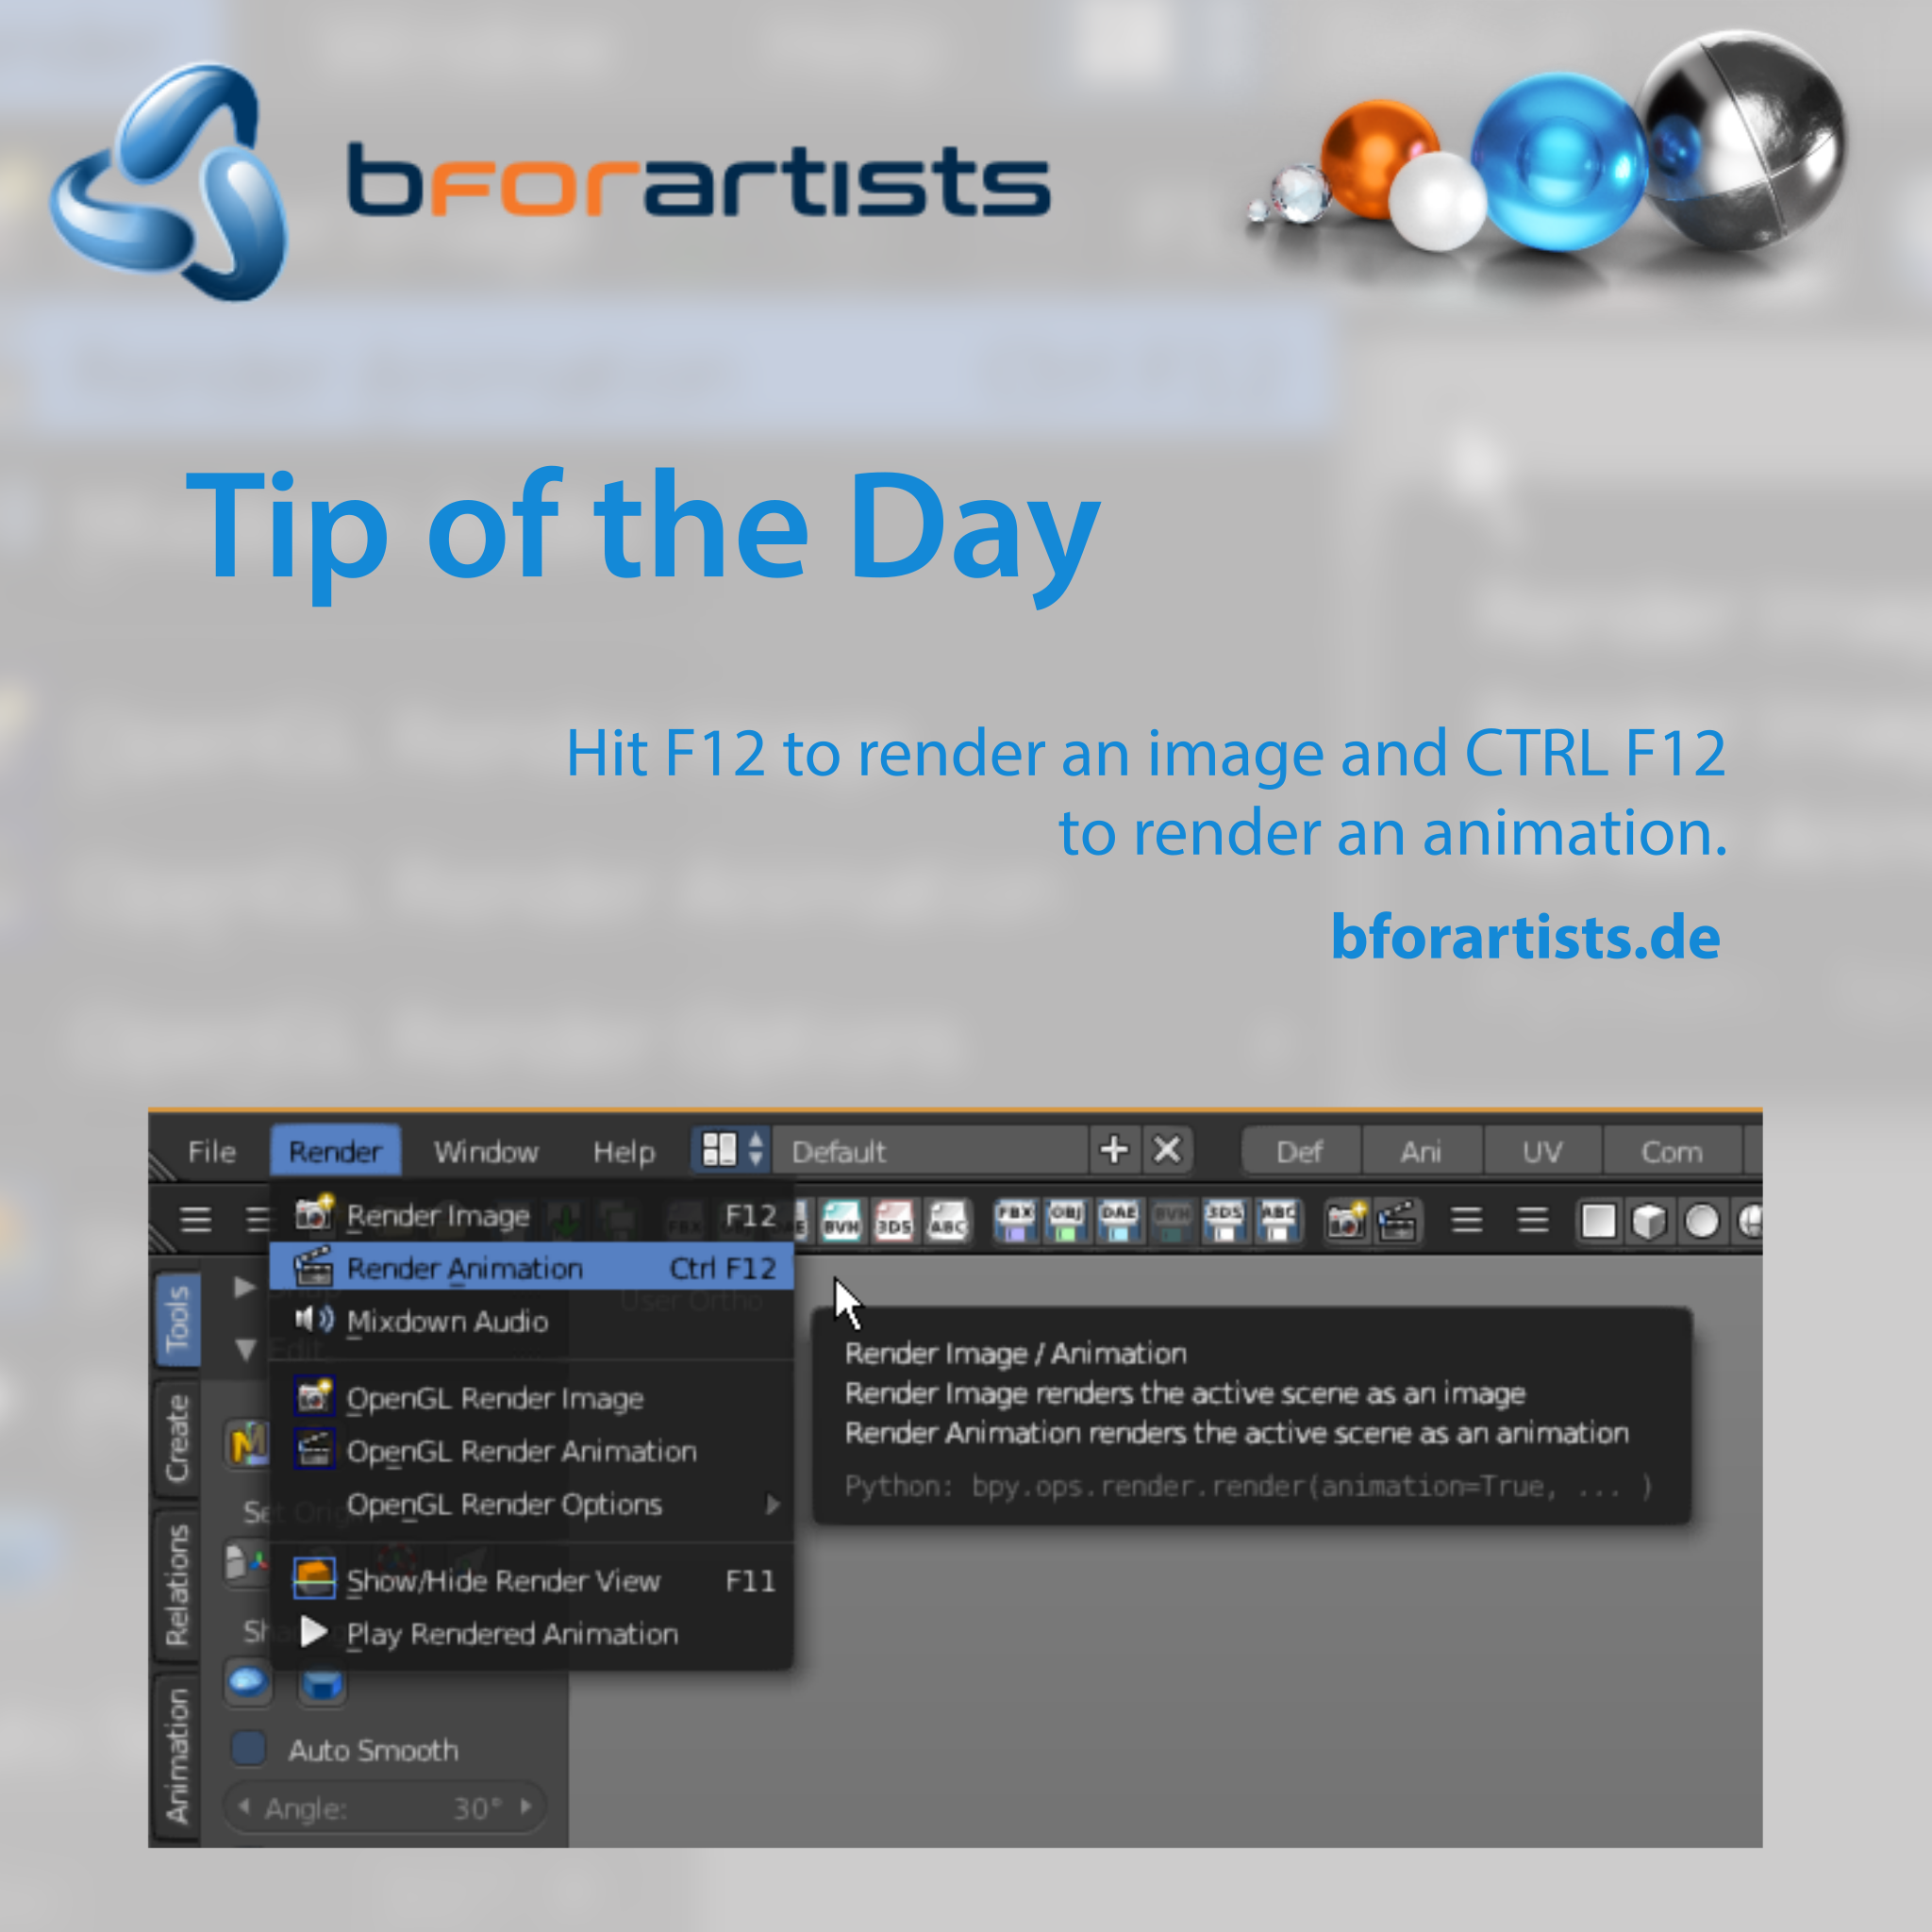 bforartists
Tip of the Day
Hit F12 to render an image and CTRL F12
to render an animation.
bforartists.de
File Render Window Help Default Def Ani UV Com
Render Image F12
BVH 3DS ABC FBX OBJ DAE BVH 3DS ABC
Render Animation Ctrl F12
User Ortho
Mixdown Audio
Edit
OpenGL Render Image
OpenGL Render Animation
OpenGL Render Options
Show/Hide Render View F11
Play Rendered Animation
Render Image / Animation
Render Image renders the active scene as an image
Render Animation renders the active scene as an animation
Python: bpy.ops.render.render(animation=True, ... )
Tools
Create
Relations
Animation
Set Origin
Auto Smooth
Angle: 30°